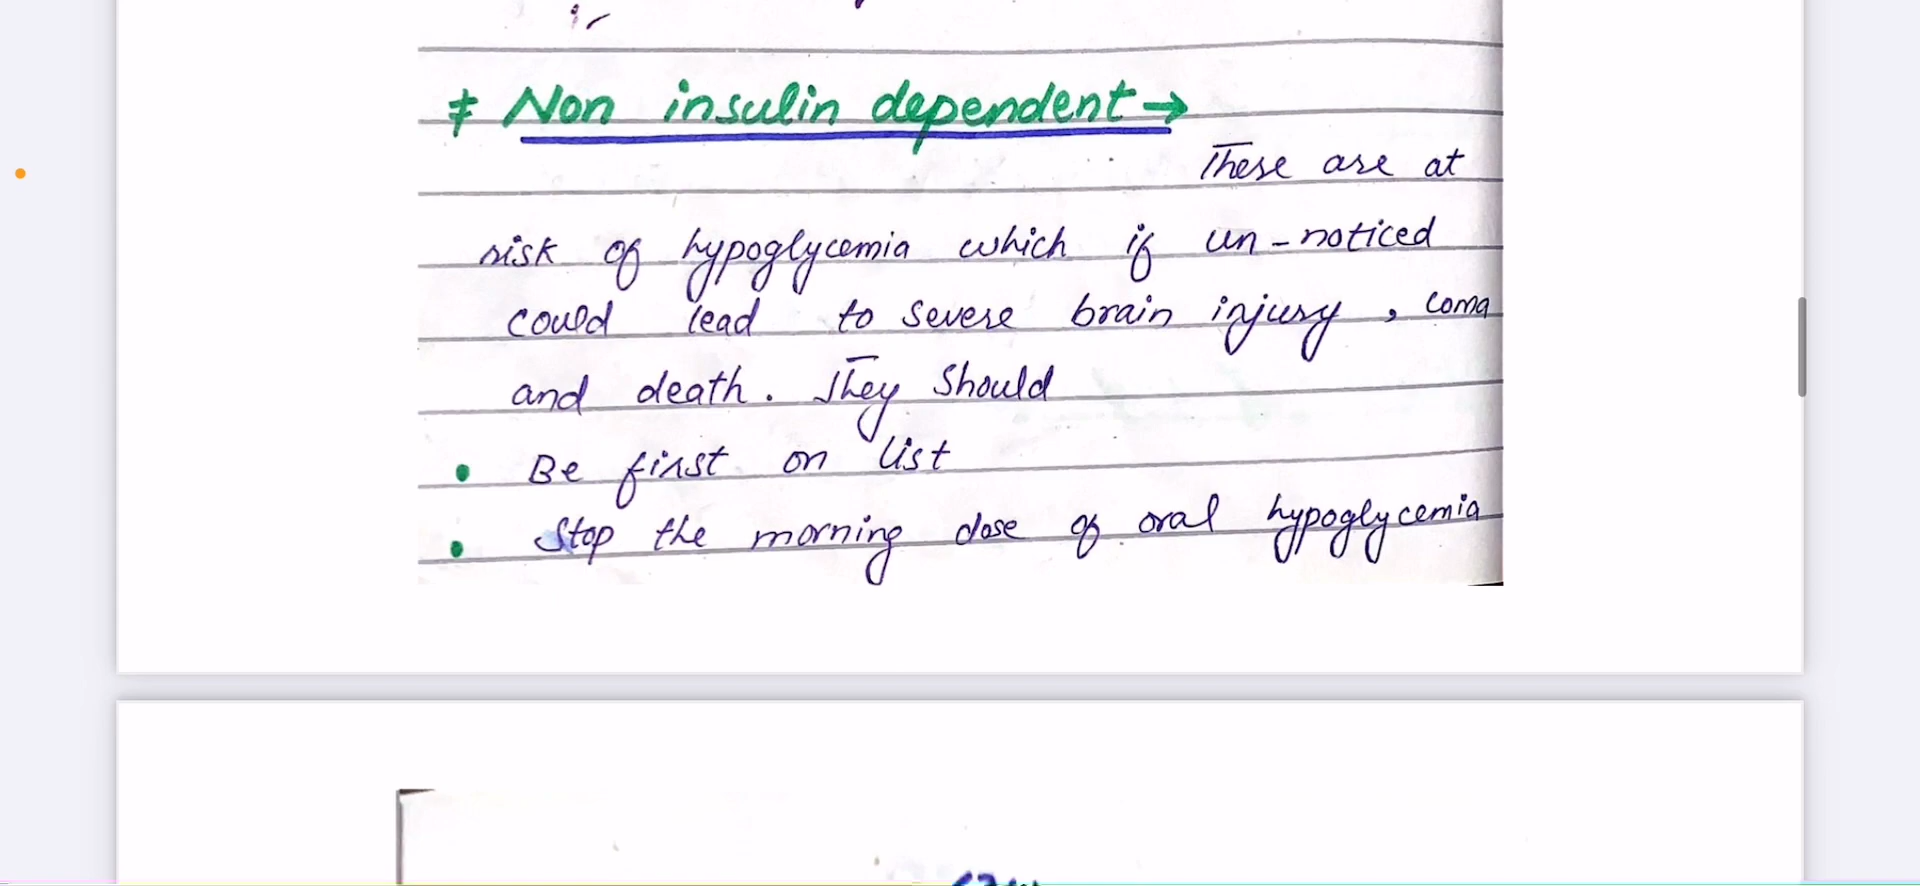 * Non insulin dependent →
These are at
risk of hypoglycemia which if un-noticed
could lead to severe brain injury, coma
and death. They should
• Be first on list
• Stop the morning dose of oral hypoglycemia